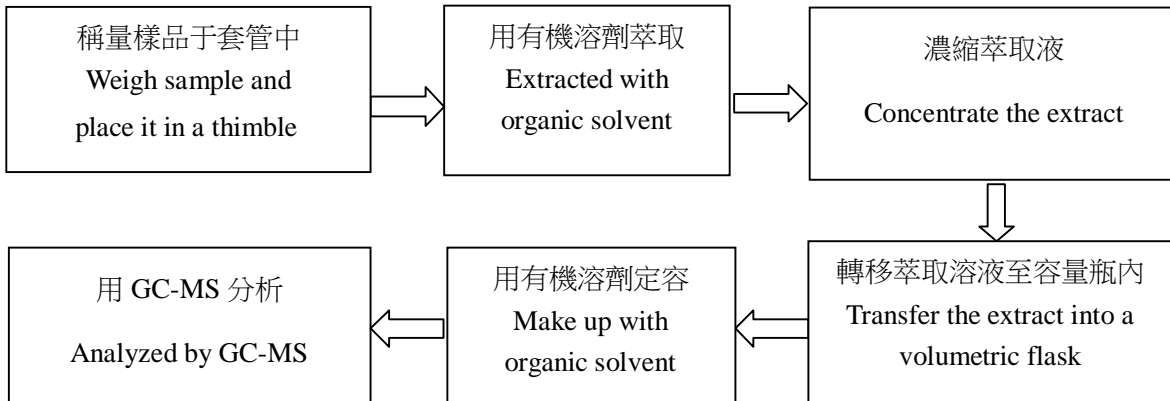 稱量樣品于套管中
Weigh sample and
place it in a thimble
用有機溶劑萃取
Extracted with
organic solvent
濃縮萃取液
Concentrate the extract
轉移萃取溶液至容量瓶內
Transfer the extract into a
volumetric flask
用有機溶劑定容
Make up with
organic solvent
用 GC-MS 分析
Analyzed by GC-MS